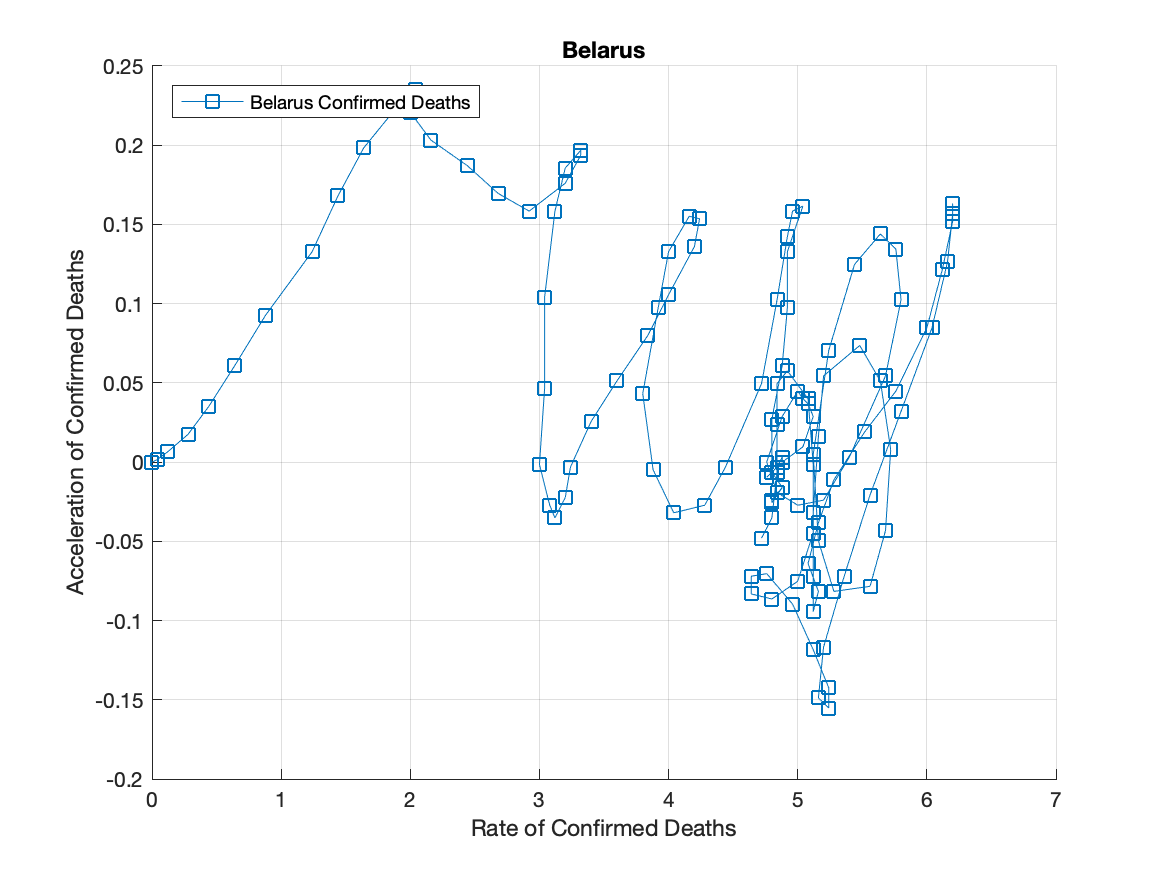 Belarus
0.25
Belarus Confirmed Deaths
0.2
0.15
0.1
0.05
0
-0.05
-0.1
-0.15
-0.2
Acceleration of Confirmed Deaths
0 1 2 3 4 5 6 7
Rate of Confirmed Deaths